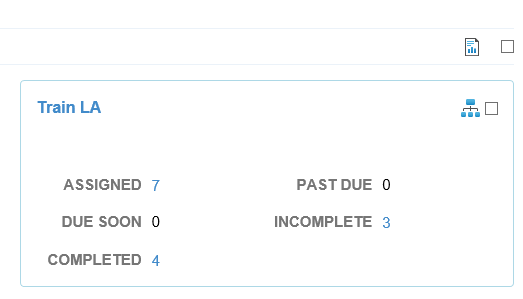 Train LA
ASSIGNED 7 PAST DUE 0
DUE SOON 0 INCOMPLETE 3
COMPLETED 4